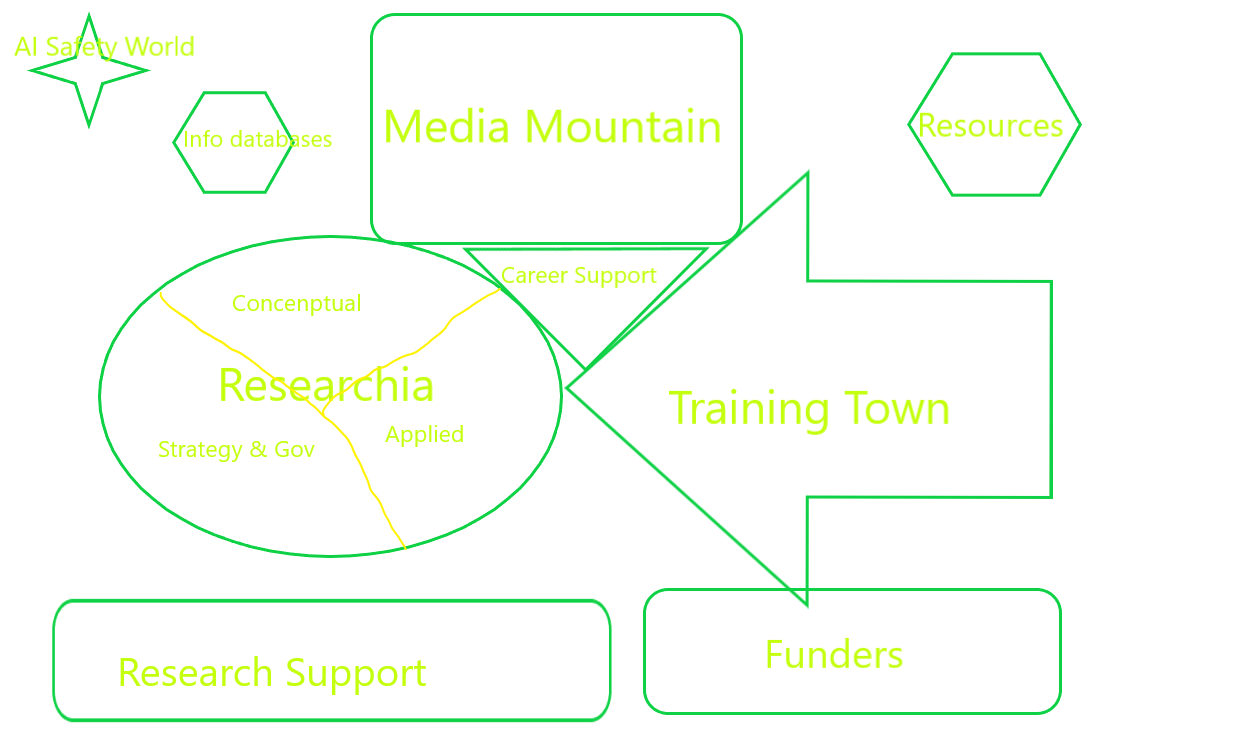 AI Safety World
Info databases
Media Mountain
Resources
Career Support
Concenptual
Researchia
Strategy & Gov
Applied
Training Town
Research Support
Funders